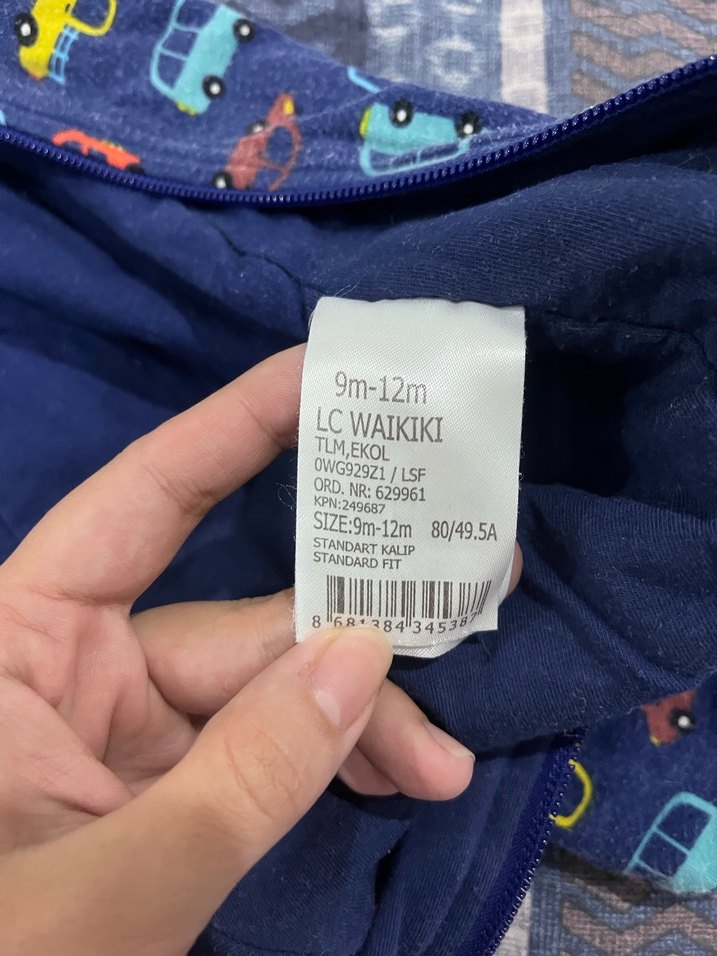 9m-12m
LC WAIKIKI
TLM,EKOL
0WG929Z1 / LSF
ORD. NR: 629961
KPN:249687
SIZE:9m-12m 80/49.5A
STANDART KALIP
STANDARD FIT
8 681384 345387